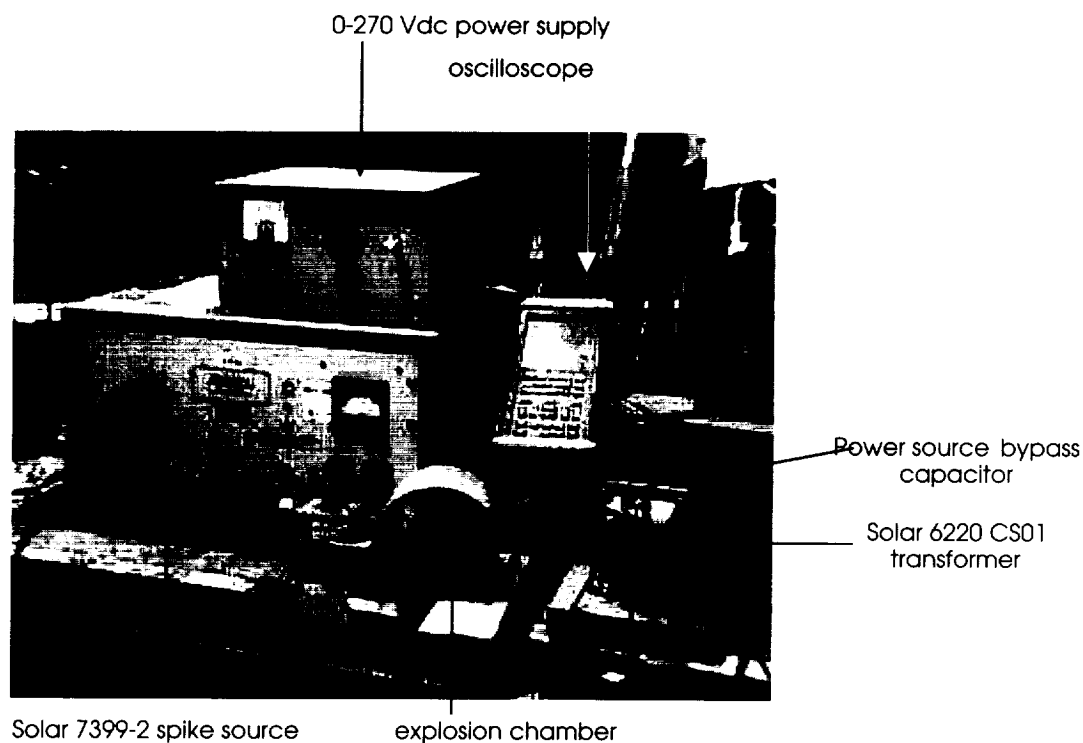 0-270 Vdc power supply
oscilloscope
Power source bypass
capacitor
Solar 6220 CS01
transformer
Solar 7399-2 spike source
explosion chamber